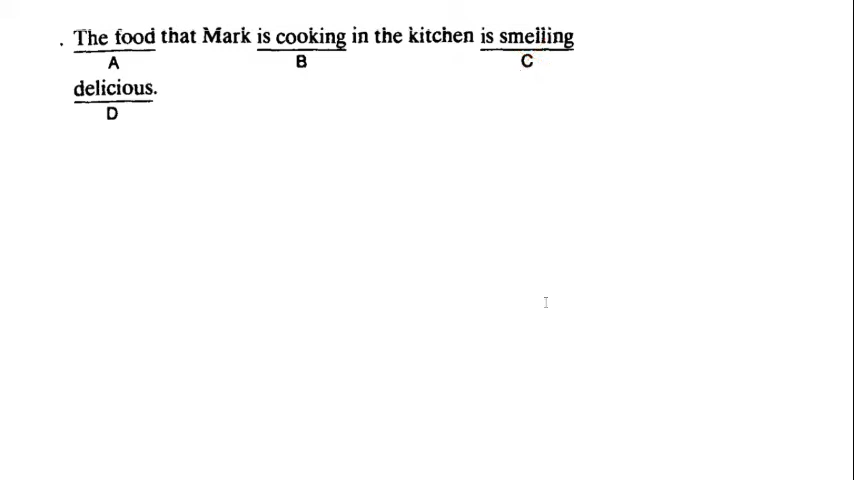 . The food that Mark is cooking in the kitchen is smelling
A B C
delicious.
D